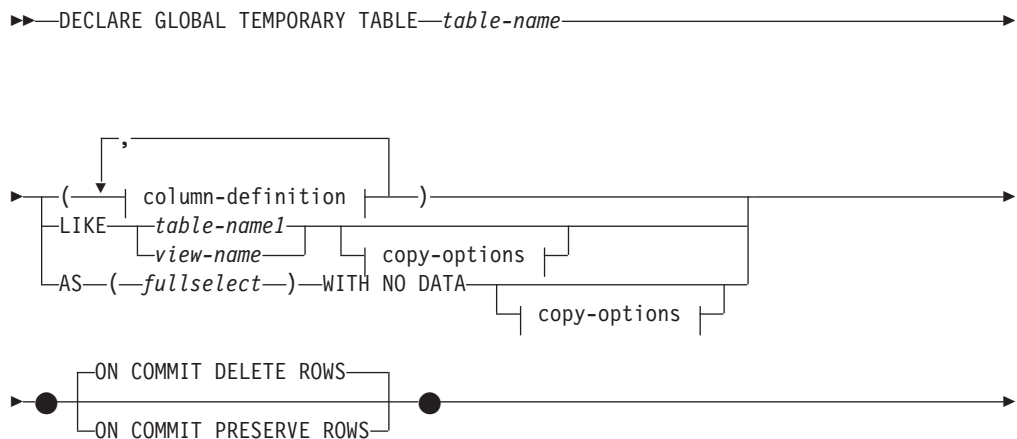 DECLARE GLOBAL TEMPORARY TABLE table-name
,
( column-definition )
LIKE table-name1
view-name copy-options
AS ( fullselect ) WITH NO DATA
copy-options
ON COMMIT DELETE ROWS
ON COMMIT PRESERVE ROWS